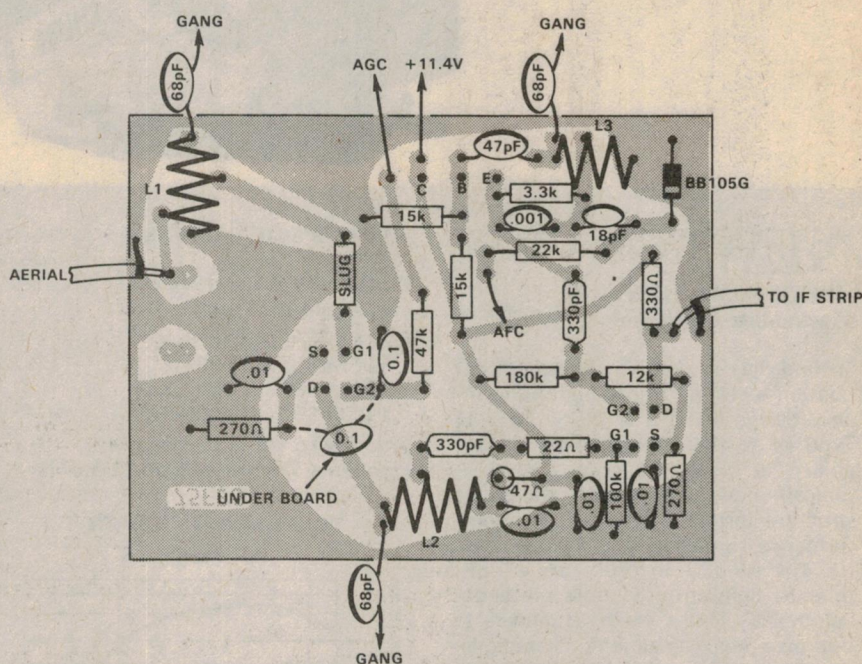 GANG
GANG
68pF
AGC
+11.4V
68pF
L3
47pF
L1
C
B
E
3.3k
BB105G
15k
.001
18pF
22k
AERIAL
SLUG
15k
330pF
330Ω
TO IF STRIP
AFC
S
G1
0.1
47k
.01
D
G2
180k
12k
G2
D
270Ω
0.1
330pF
22Ω
G1
S
UNDER BOARD
47Ω
.01
100k
.01
270Ω
.01
L2
68pF
GANG